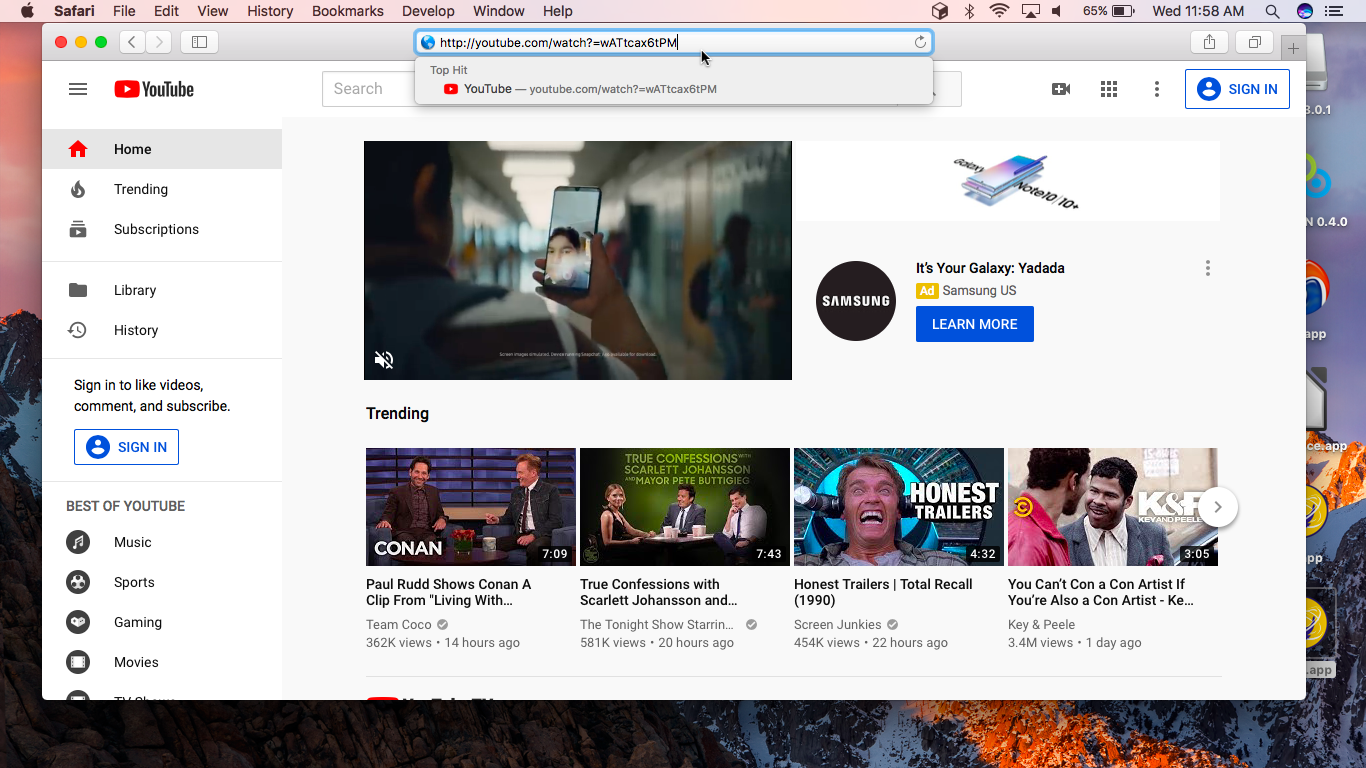 Safari File Edit View History Bookmarks Develop Window Help 65% Wed 11:58 AM
http://youtube.com/watch?=wATtcax6tPM
Top Hit
YouTube — youtube.com/watch?=wATtcax6tPM
YouTube
Search
SIGN IN
Home
Trending
Subscriptions
Library
History
Sign in to like videos,
comment, and subscribe.
SIGN IN
BEST OF YOUTUBE
Music
Sports
Gaming
Movies
Galaxy Note10/10+
SAMSUNG
It's Your Galaxy: Yadada
Ad Samsung US
LEARN MORE
Screen images simulated. Device running Snapchat.
Trending
CONAN
7:09
Paul Rudd Shows Conan A
Clip From "Living With...
Team Coco
362K views • 14 hours ago
TRUE CONFESSIONS WITH
SCARLETT JOHANSSON
AND MAYOR PETE BUTTIGIEG
7:43
True Confessions with
Scarlett Johansson and...
The Tonight Show Starrin...
581K views • 20 hours ago
HONEST
TRAILERS
4:32
Honest Trailers | Total Recall
(1990)
Screen Junkies
454K views • 22 hours ago
K&P
KEY AND PEELE
3:05
You Can't Con a Con Artist If
You're Also a Con Artist - Ke...
Key & Peele
3.4M views • 1 day ago
.0.1
N 0.4.0
app
ce.app
pp
.app